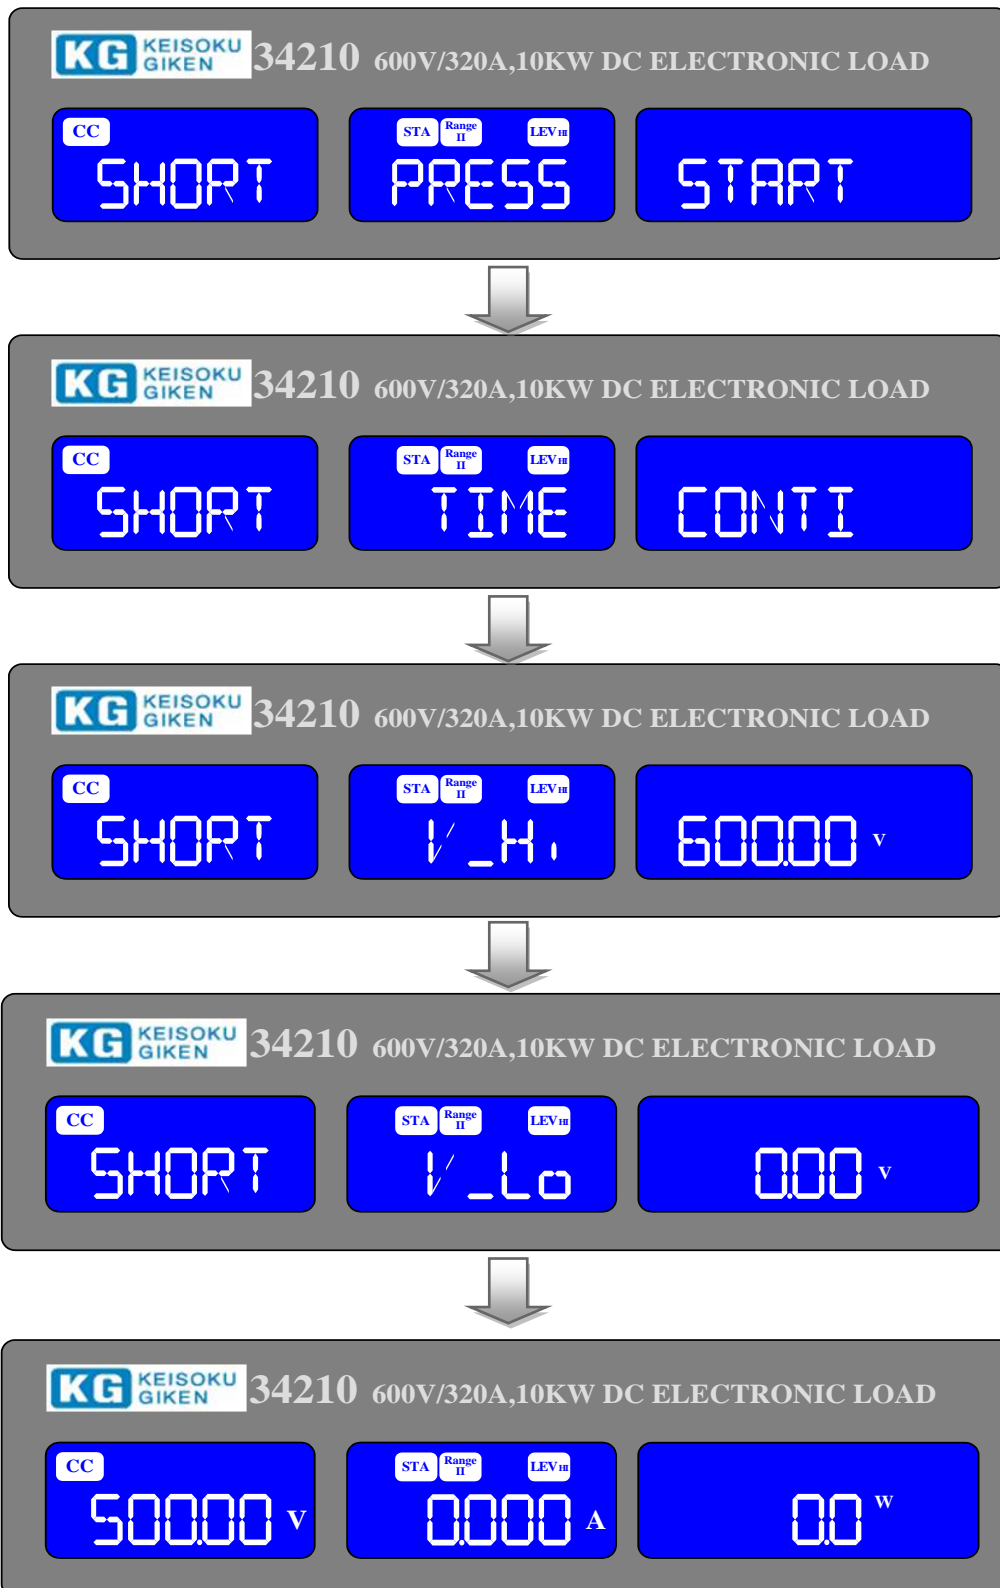 KG KEISOKU GIKEN 34210 600V/320A,10KW DC ELECTRONIC LOAD
CC STA Range II LEV HI
SHORT PRESS START
KG KEISOKU GIKEN 34210 600V/320A,10KW DC ELECTRONIC LOAD
CC STA Range II LEV HI
SHORT TIME CONTI
KG KEISOKU GIKEN 34210 600V/320A,10KW DC ELECTRONIC LOAD
CC STA Range II LEV HI
SHORT V_Hi 600.00 V
KG KEISOKU GIKEN 34210 600V/320A,10KW DC ELECTRONIC LOAD
CC STA Range II LEV HI
SHORT V_Lo 0.00 V
KG KEISOKU GIKEN 34210 600V/320A,10KW DC ELECTRONIC LOAD
CC STA Range II LEV HI
500.00 V 0.000 A 0.0 W